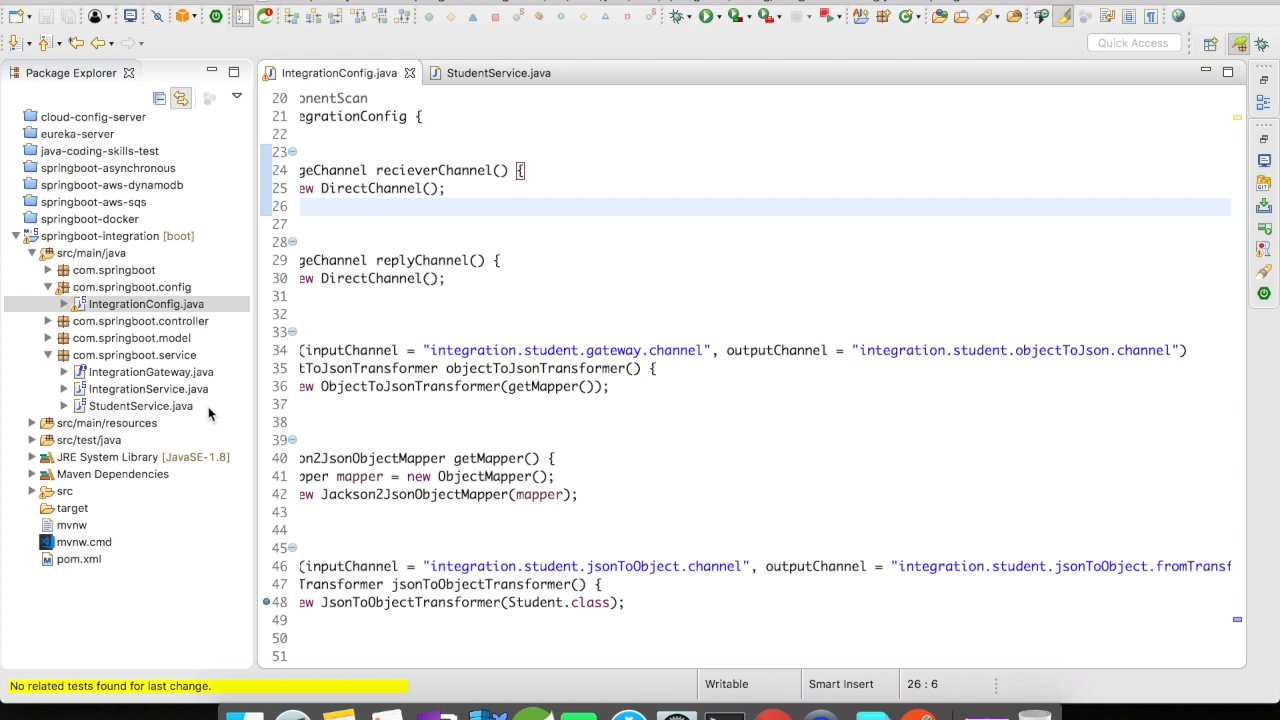 Quick Access
Package Explorer
IntegrationConfig.java
StudentService.java
cloud-config-server
eureka-server
java-coding-skills-test
springboot-asynchronous
springboot-aws-dynamodb
springboot-aws-sqs
springboot-docker
springboot-integration [boot]
src/main/java
com.springboot
com.springboot.config
IntegrationConfig.java
com.springboot.controller
com.springboot.model
com.springboot.service
IntegrationGateway.java
IntegrationService.java
StudentService.java
src/main/resources
src/test/java
JRE System Library [JavaSE-1.8]
Maven Dependencies
src
target
mvnw
mvnw.cmd
pom.xml
20 onentScan
21 egrationConfig {
22
23
24 geChannel recieverChannel() {
25 ew DirectChannel();
26
27
28
29 geChannel replyChannel() {
30 ew DirectChannel();
31
32
33
34 (inputChannel = "integration.student.gateway.channel", outputChannel = "integration.student.objectToJson.channel")
35 tToJsonTransformer objectToJsonTransformer() {
36 ew ObjectToJsonTransformer(getMapper());
37
38
39
40 on2JsonObjectMapper getMapper() {
41 pper mapper = new ObjectMapper();
42 ew Jackson2JsonObjectMapper(mapper);
43
44
45
46 (inputChannel = "integration.student.jsonToObject.channel", outputChannel = "integration.student.jsonToObject.fromTransf
47 Transformer jsonToObjectTransformer() {
48 ew JsonToObjectTransformer(Student.class);
49
50
51
No related tests found for last change.
Writable
Smart Insert
26 : 6